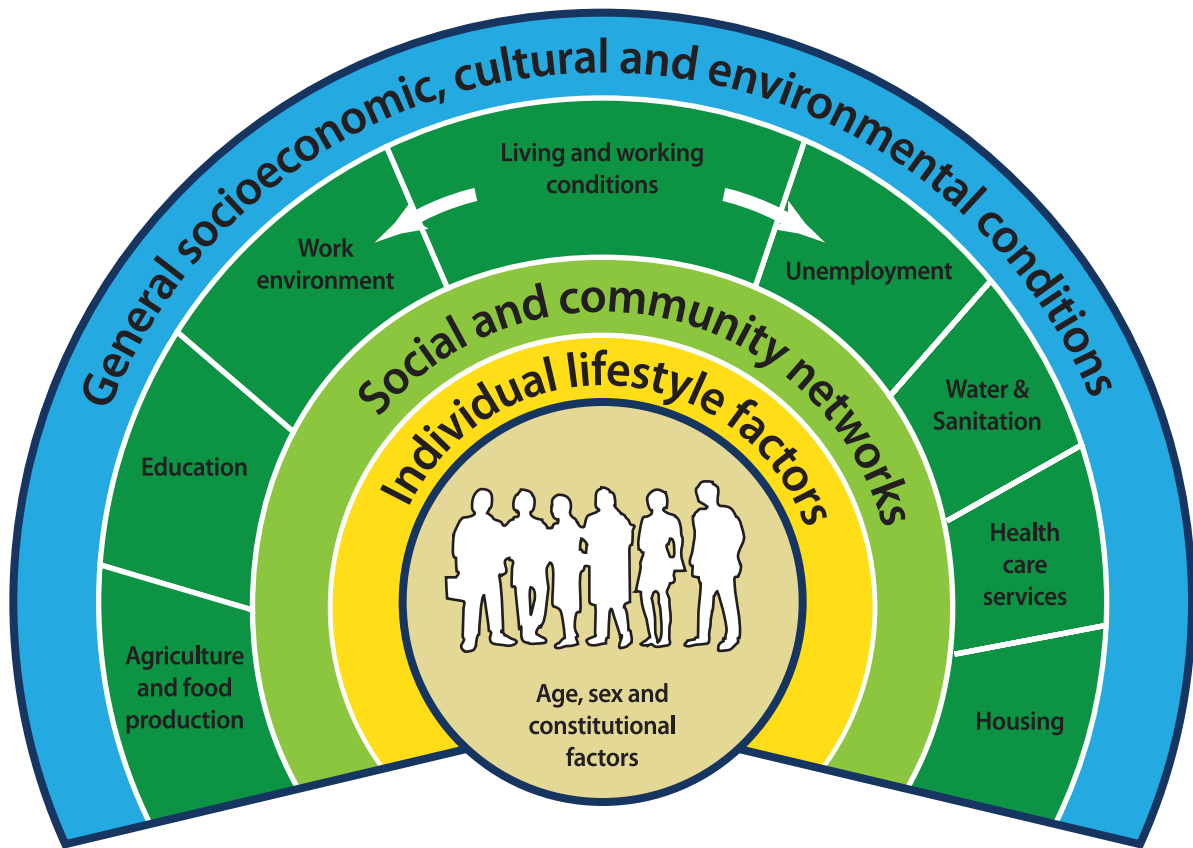 General socioeconomic, cultural and environmental conditions
Living and working
conditions
Work
environment
Unemployment
Education
Water &
Sanitation
Agriculture
and food
production
Health
care
services
Housing
Social and community networks
Individual lifestyle factors
Age, sex and
constitutional
factors